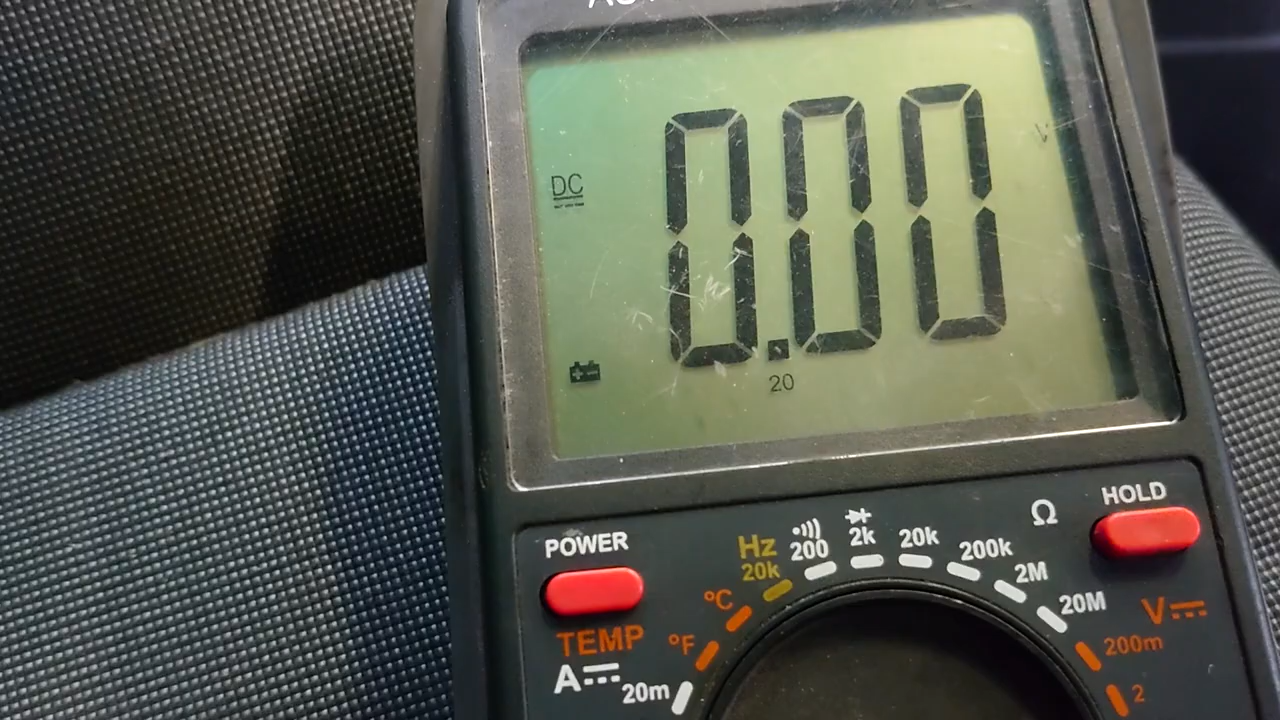 DC
0.00
20
POWER
HOLD
Hz
20k
200
2k
20k
200k
Ω
2M
20M
V
200m
2
°C
TEMP
°F
A
20m